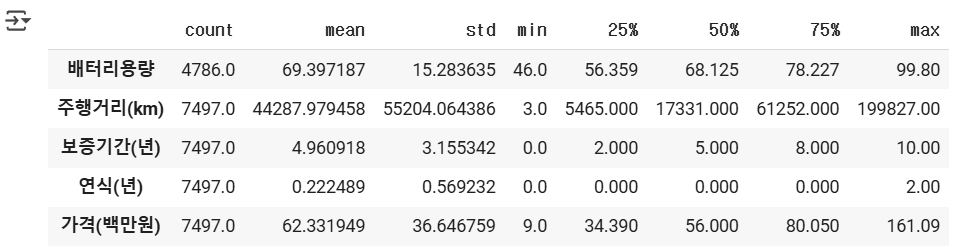 count mean std min 25% 50% 75% max
배터리용량 4786.0 69.397187 15.283635 46.0 56.359 68.125 78.227 99.80
주행거리(km) 7497.0 44287.979458 55204.064386 3.0 5465.000 17331.000 61252.000 199827.00
보증기간(년) 7497.0 4.960918 3.155342 0.0 2.000 5.000 8.000 10.00
연식(년) 7497.0 0.222489 0.569232 0.0 0.000 0.000 0.000 2.00
가격(백만원) 7497.0 62.331949 36.646759 9.0 34.390 56.000 80.050 161.09